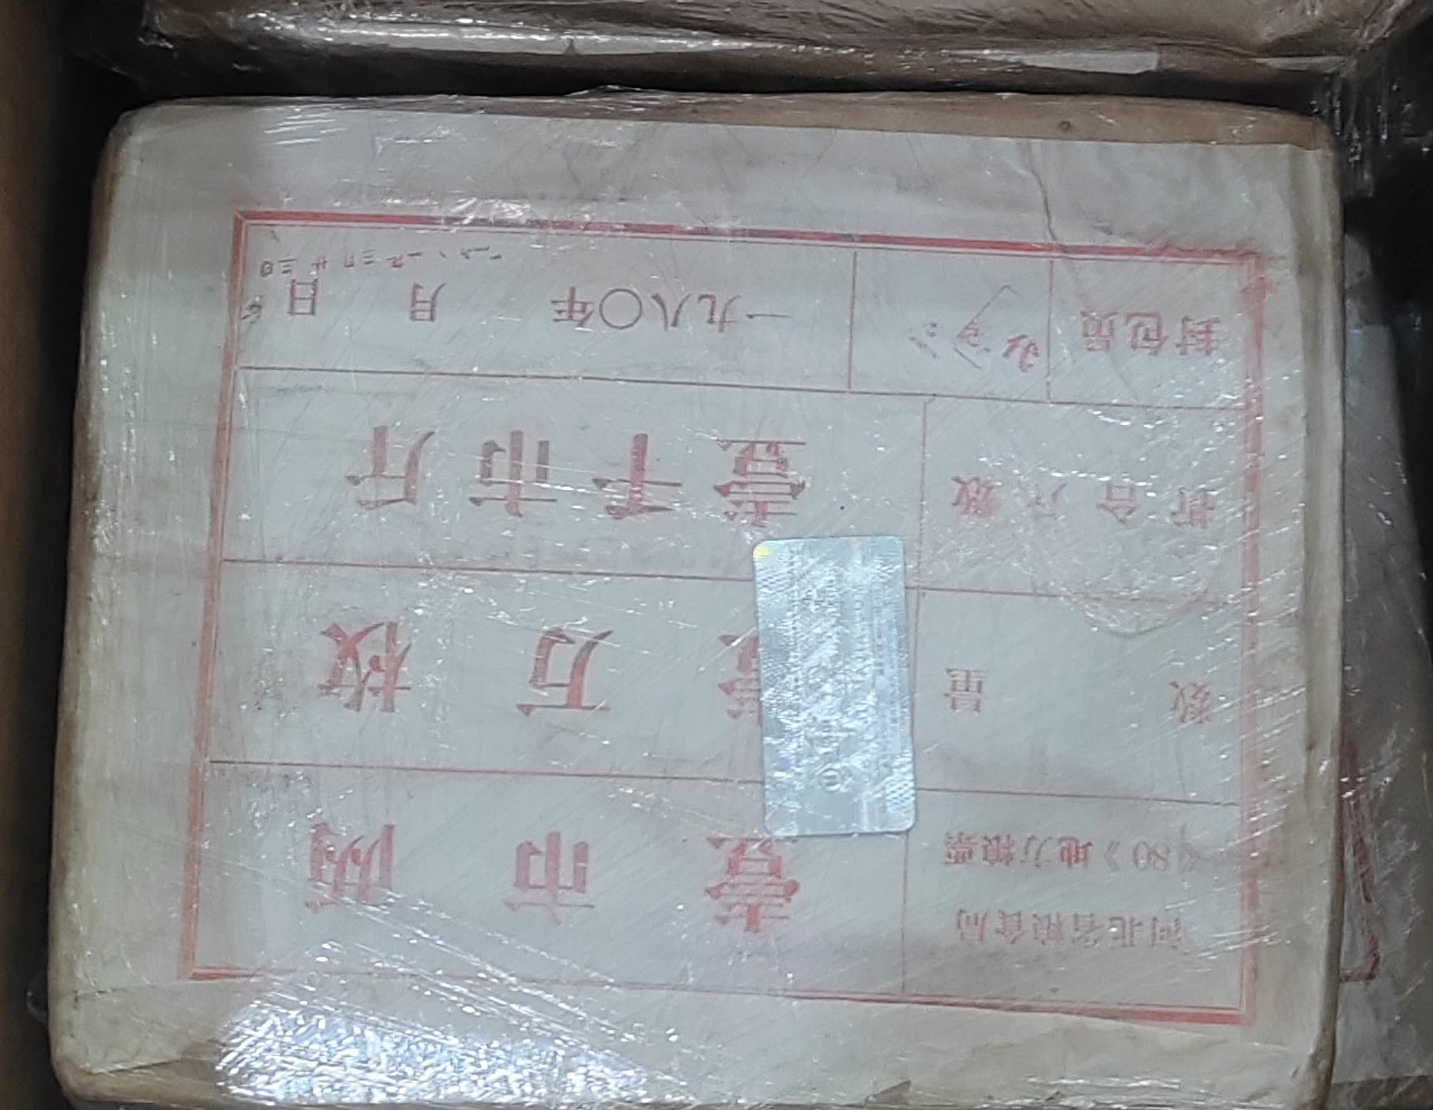 河北省粮食局
《80》地方粮票
壹市两
数量
万枚
折合斤数
壹千市斤
封包员
一九八〇年 月 日